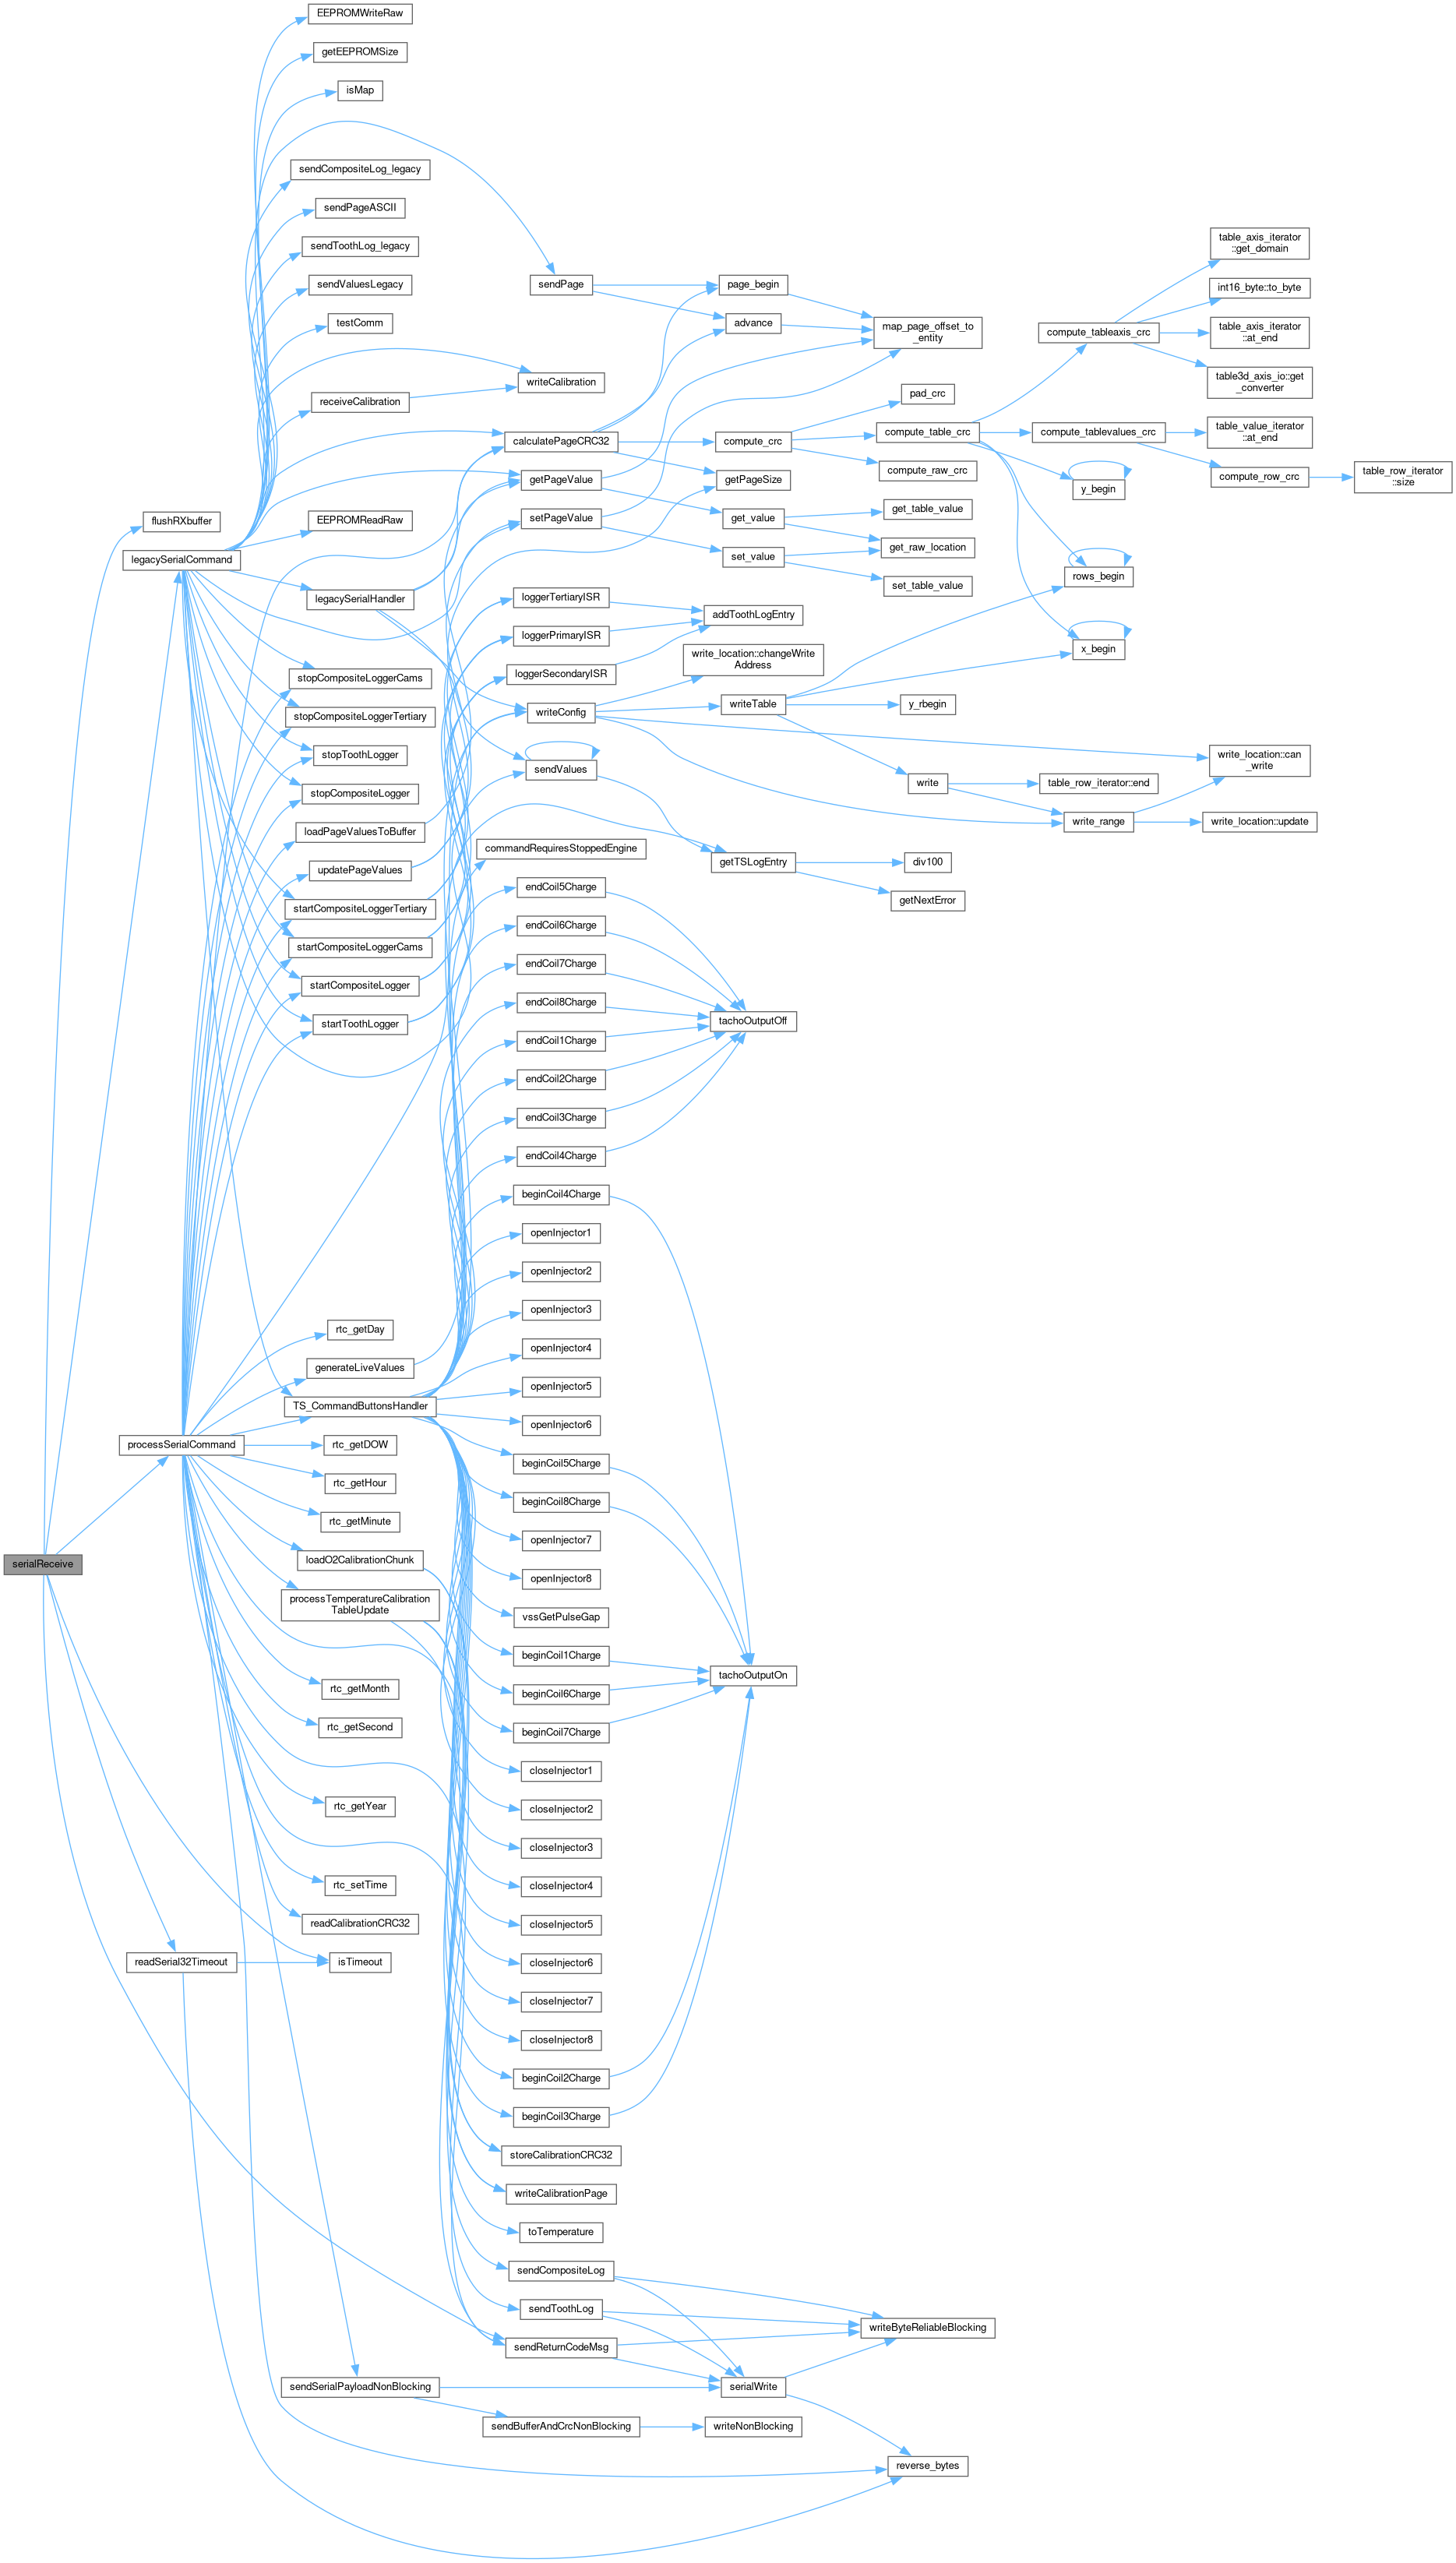 EEPROMWriteRaw
getEEPROMSize
isMap
sendCompositeLog_legacy
sendPageASCII
sendToothLog_legacy
table_axis_iterator
::get_domain
sendValuesLegacy
sendPage
page_begin
int16_byte::to_byte
testComm
advance
map_page_offset_to
_entity
compute_tableaxis_crc
table_axis_iterator
::at_end
writeCalibration
table3d_axis_io::get
_converter
receiveCalibration
pad_crc
calculatePageCRC32
compute_crc
compute_table_crc
compute_tablevalues_crc
table_value_iterator
::at_end
compute_raw_crc
getPageValue
getPageSize
y_begin
compute_row_crc
table_row_iterator
::size
flushRXbuffer
EEPROMReadRaw
setPageValue
get_value
get_table_value
legacySerialCommand
set_value
get_raw_location
rows_begin
set_table_value
legacySerialHandler
loggerTertiaryISR
addToothLogEntry
loggerPrimaryISR
x_begin
write_location::changeWrite
Address
loggerSecondaryISR
stopCompositeLoggerCams
writeTable
y_rbegin
stopCompositeLoggerTertiary
writeConfig
stopToothLogger
sendValues
write_location::can
_write
stopCompositeLogger
write
table_row_iterator::end
loadPageValuesToBuffer
write_range
write_location::update
commandRequiresStoppedEngine
updatePageValues
getTSLogEntry
div100
endCoil5Charge
getNextError
startCompositeLoggerTertiary
endCoil6Charge
startCompositeLoggerCams
endCoil7Charge
startCompositeLogger
endCoil8Charge
startToothLogger
tachoOutputOff
endCoil1Charge
endCoil2Charge
endCoil3Charge
endCoil4Charge
beginCoil4Charge
openInjector1
openInjector2
openInjector3
rtc_getDay
openInjector4
generateLiveValues
openInjector5
TS_CommandButtonsHandler
openInjector6
processSerialCommand
rtc_getDOW
beginCoil5Charge
rtc_getHour
beginCoil8Charge
rtc_getMinute
openInjector7
serialReceive
loadO2CalibrationChunk
openInjector8
processTemperatureCalibration
TableUpdate
vssGetPulseGap
beginCoil1Charge
tachoOutputOn
rtc_getMonth
beginCoil6Charge
rtc_getSecond
beginCoil7Charge
closeInjector1
rtc_getYear
closeInjector2
closeInjector3
rtc_setTime
closeInjector4
readCalibrationCRC32
closeInjector5
readSerial32Timeout
isTimeout
closeInjector6
closeInjector7
closeInjector8
beginCoil2Charge
beginCoil3Charge
storeCalibrationCRC32
writeCalibrationPage
toTemperature
sendCompositeLog
sendToothLog
writeByteReliableBlocking
sendReturnCodeMsg
sendSerialPayloadNonBlocking
serialWrite
sendBufferAndCrcNonBlocking
writeNonBlocking
reverse_bytes